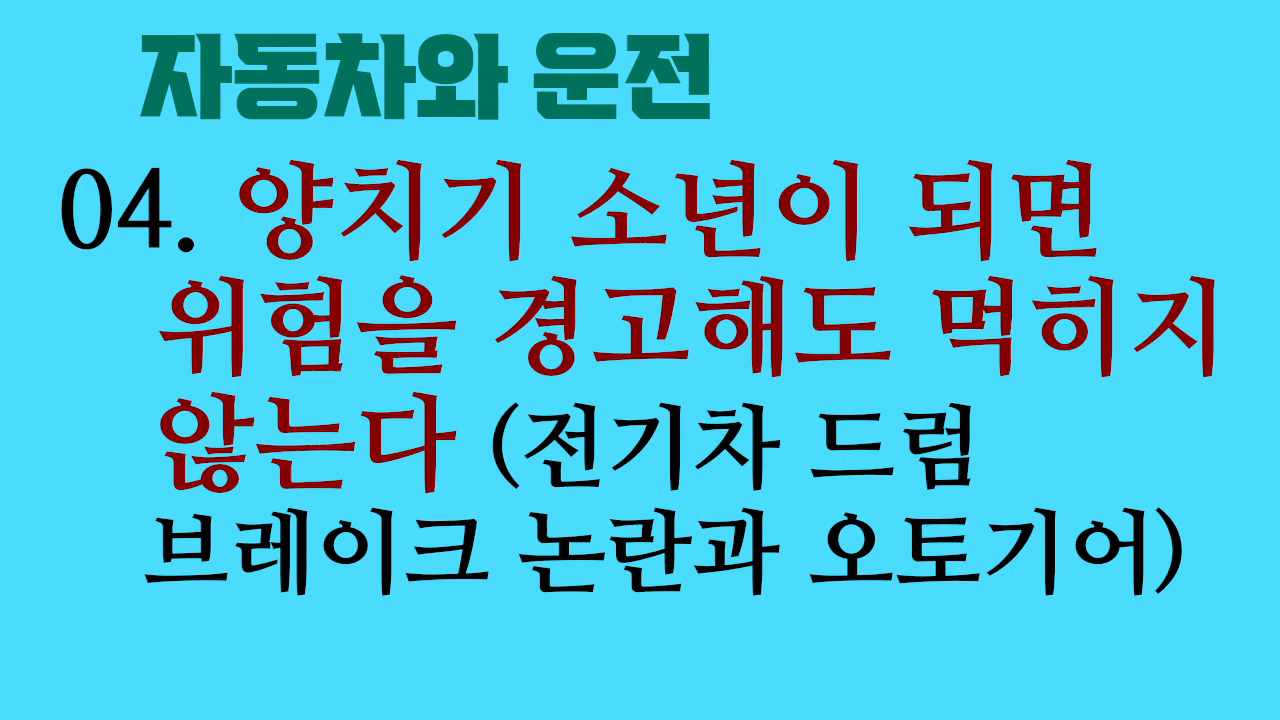 자동차와 운전
04. 양치기 소년이 되면
위험을 경고해도 먹히지
않는다 (전기차 드럼
브레이크 논란과 오토기어)